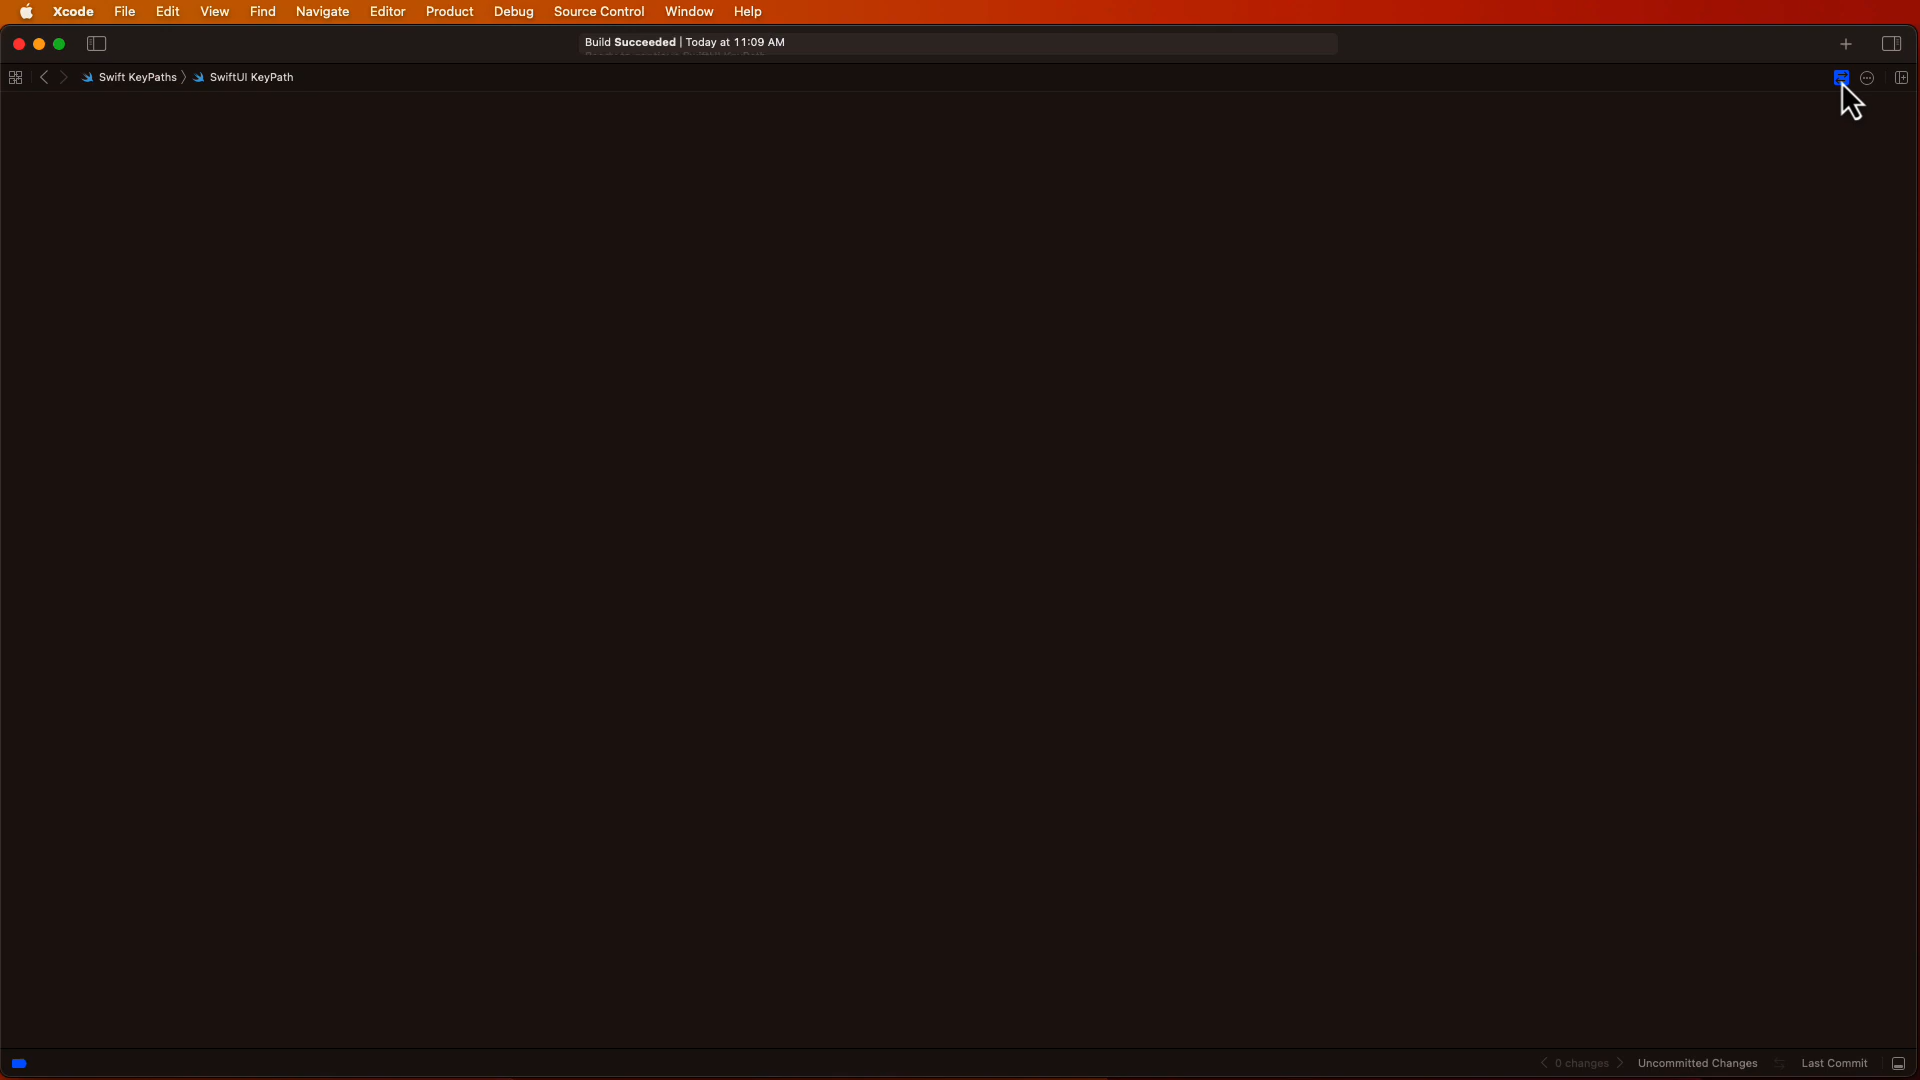 Xcode File Edit View Find Navigate Editor Product Debug Source Control Window Help
Build Succeeded | Today at 11:09 AM
Swift KeyPaths SwiftUI KeyPath
0 changes Uncommitted Changes Last Commit